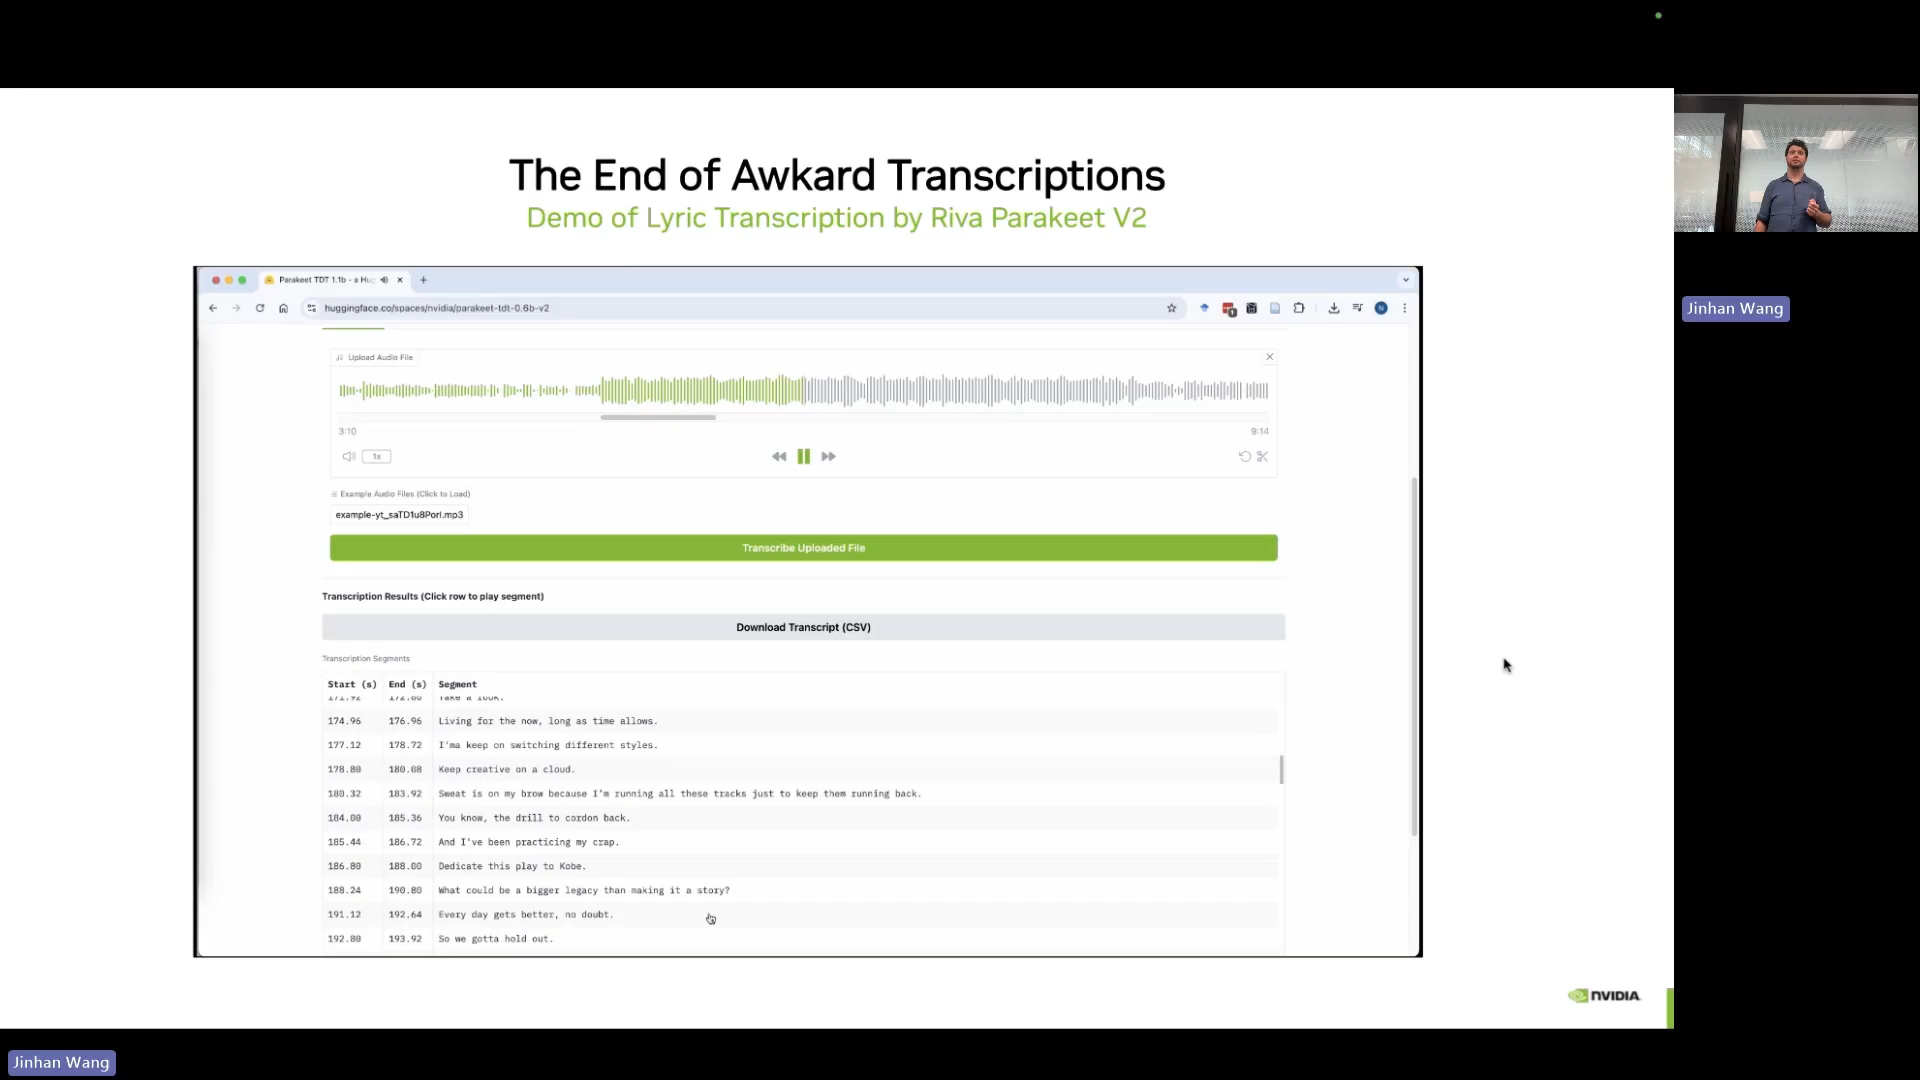 The End of Awkard Transcriptions
Demo of Lyric Transcription by Riva Parakeet V2
Parakeet TDT 1.1b - a Hug
huggingface.co/spaces/nvidia/parakeet-tdt-0.6b-v2
Upload Audio File
3:10 9:14
1x
Example Audio Files (Click to Load)
example-yt_saTD1u8PorI.mp3
Transcribe Uploaded File
Transcription Results (Click row to play segment)
Download Transcript (CSV)
Transcription Segments
Start (s) End (s) Segment
171.92 172.60 Take a look.
174.96 176.96 Living for the now, long as time allows.
177.12 178.72 I'ma keep on switching different styles.
178.80 180.08 Keep creative on a cloud.
180.32 183.92 Sweat is on my brow because I'm running all these tracks just to keep them running back.
184.00 185.36 You know, the drill to cordon back.
185.44 186.72 And I've been practicing my crap.
186.80 188.00 Dedicate this play to Kobe.
188.24 190.80 What could be a bigger legacy than making it a story?
191.12 192.64 Every day gets better, no doubt.
192.80 193.92 So we gotta hold out.
NVIDIA
Jinhan Wang
Jinhan Wang